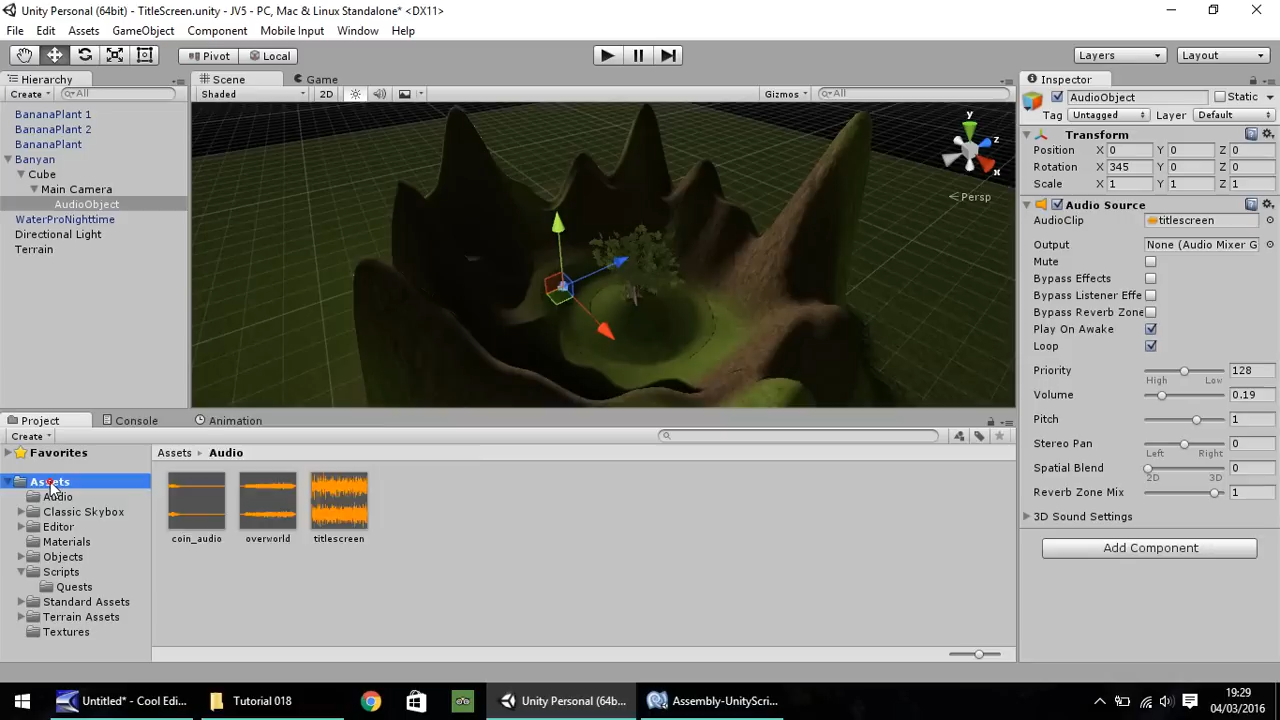 Unity Personal (64bit) - TitleScreen.unity - JV5 - PC, Mac & Linux Standalone* <DX11>
File Edit Assets GameObject Component Mobile Input Window Help
Pivot Local Layers Layout
Hierarchy Scene Game Inspector
Create All Shaded 2D Gizmos All AudioObject Static
Tag Untagged Layer Default
BananaPlant 1
BananaPlant 2
BananaPlant
Banyan
Cube
Main Camera
AudioObject
WaterProNighttime
Directional Light
Terrain
y
z
x
Persp
Transform
Position X 0 Y 0 Z 0
Rotation X 345 Y 0 Z 0
Scale X 1 Y 1 Z 1
Audio Source
AudioClip titlescreen
Output None (Audio Mixer G
Mute
Bypass Effects
Bypass Listener Effe
Bypass Reverb Zone
Play On Awake
Loop
Priority 128
High Low
Volume 0.19
Pitch 1
Stereo Pan 0
Left Right
Spatial Blend 0
2D 3D
Reverb Zone Mix 1
3D Sound Settings
Add Component
Project Console Animation
Create
Favorites
Assets
Audio
Classic Skybox
Editor
Materials
Objects
Scripts
Quests
Standard Assets
Terrain Assets
Textures
Assets Audio
coin_audio overworld titlescreen
Untitled* - Cool Edi... Tutorial 018 Unity Personal (64b... Assembly-UnityScri...
19:29
04/03/2016